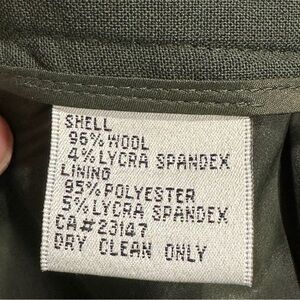 SHELL
96% WOOL
4% LYCRA SPANDEX
LINING
95% POLYESTER
5% LYCRA SPANDEX
CA# 23147
DRY CLEAN ONLY